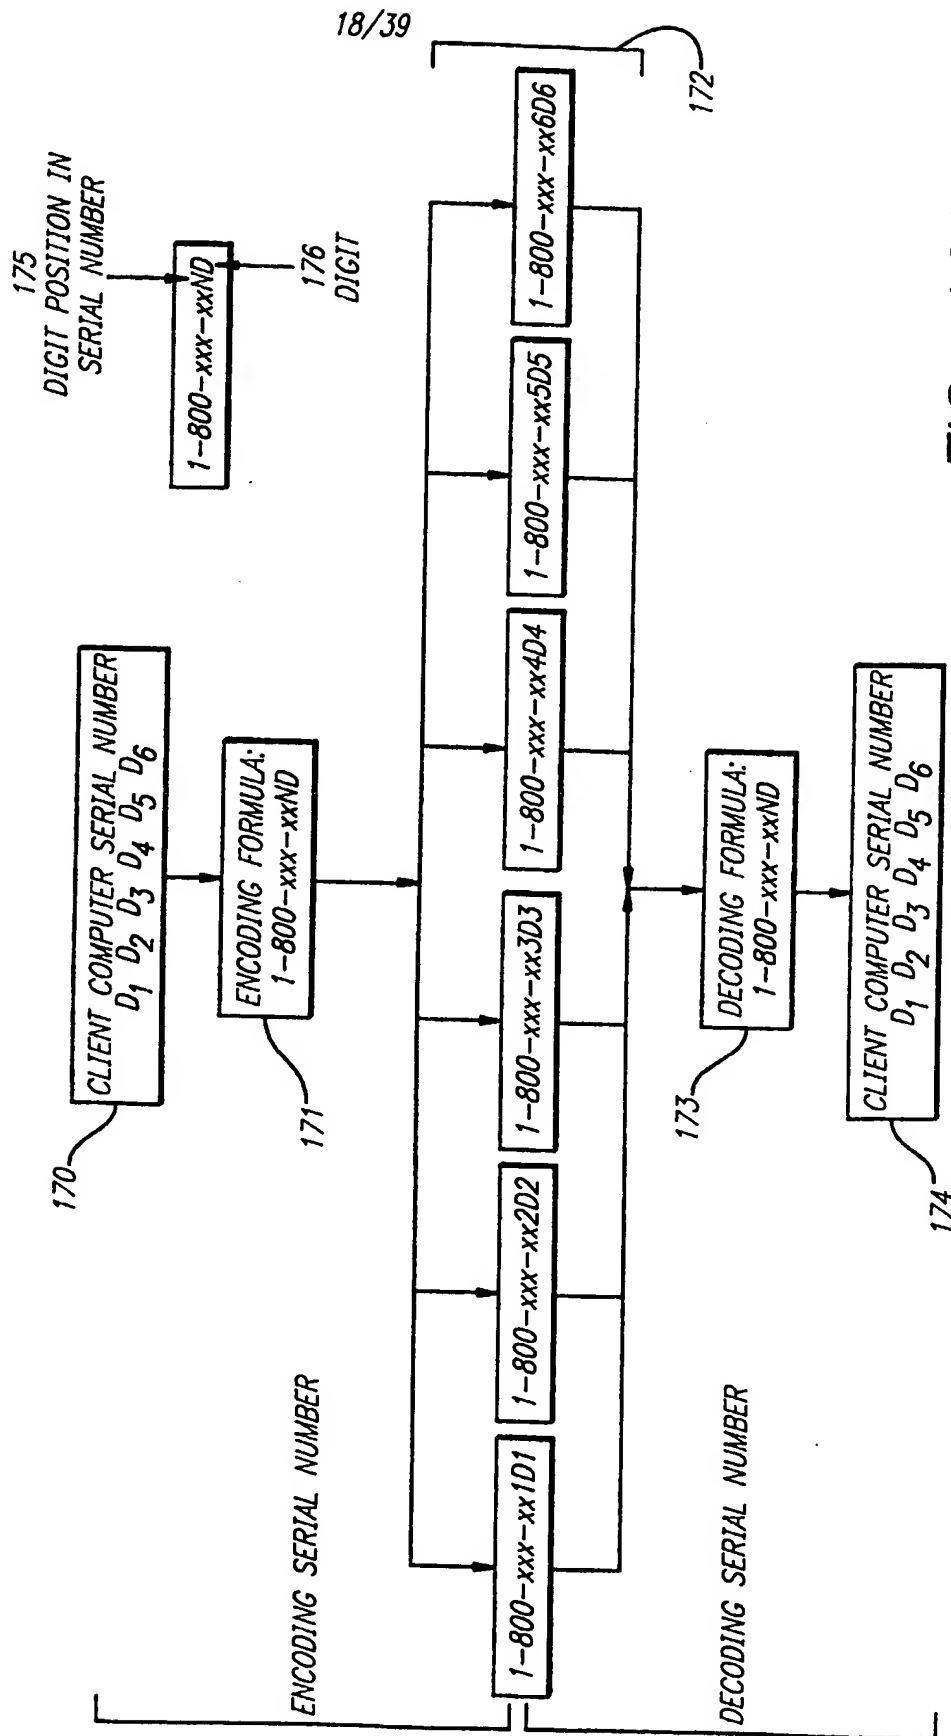 18/39
175
DIGIT POSITION IN
SERIAL NUMBER
1-800-xxx-xxND
176
DIGIT
170
CLIENT COMPUTER SERIAL NUMBER
D1 D2 D3 D4 D5 D6
171
ENCODING FORMULA:
1-800-xxx-xxND
ENCODING SERIAL NUMBER
172
1-800-xxx-xx1D1
1-800-xxx-xx2D2
1-800-xxx-xx3D3
1-800-xxx-xx4D4
1-800-xxx-xx5D5
1-800-xxx-xx6D6
DECODING SERIAL NUMBER
173
DECODING FORMULA:
1-800-xxx-xxND
174
CLIENT COMPUTER SERIAL NUMBER
D1 D2 D3 D4 D5 D6